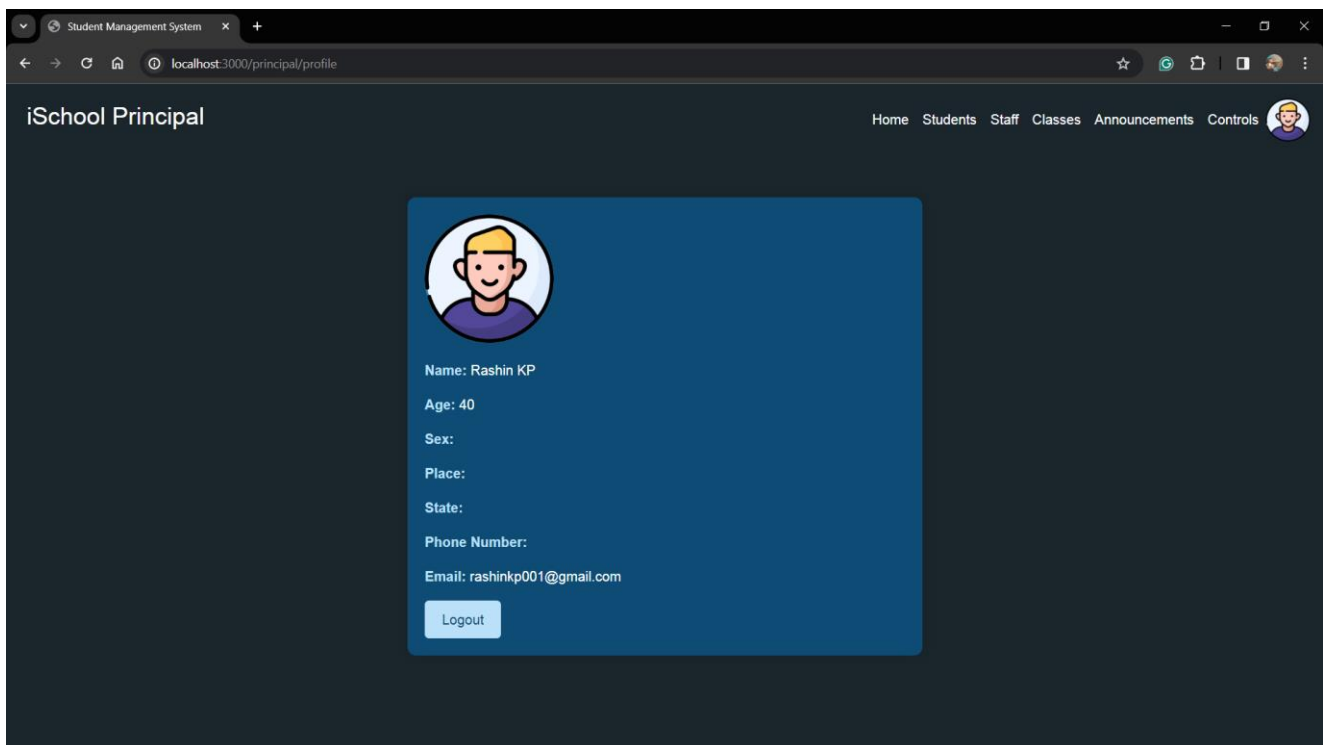 Student Management System
localhost:3000/principal/profile
iSchool Principal
Home Students Staff Classes Announcements Controls
Name: Rashin KP
Age: 40
Sex:
Place:
State:
Phone Number:
Email: rashinkp001@gmail.com
Logout